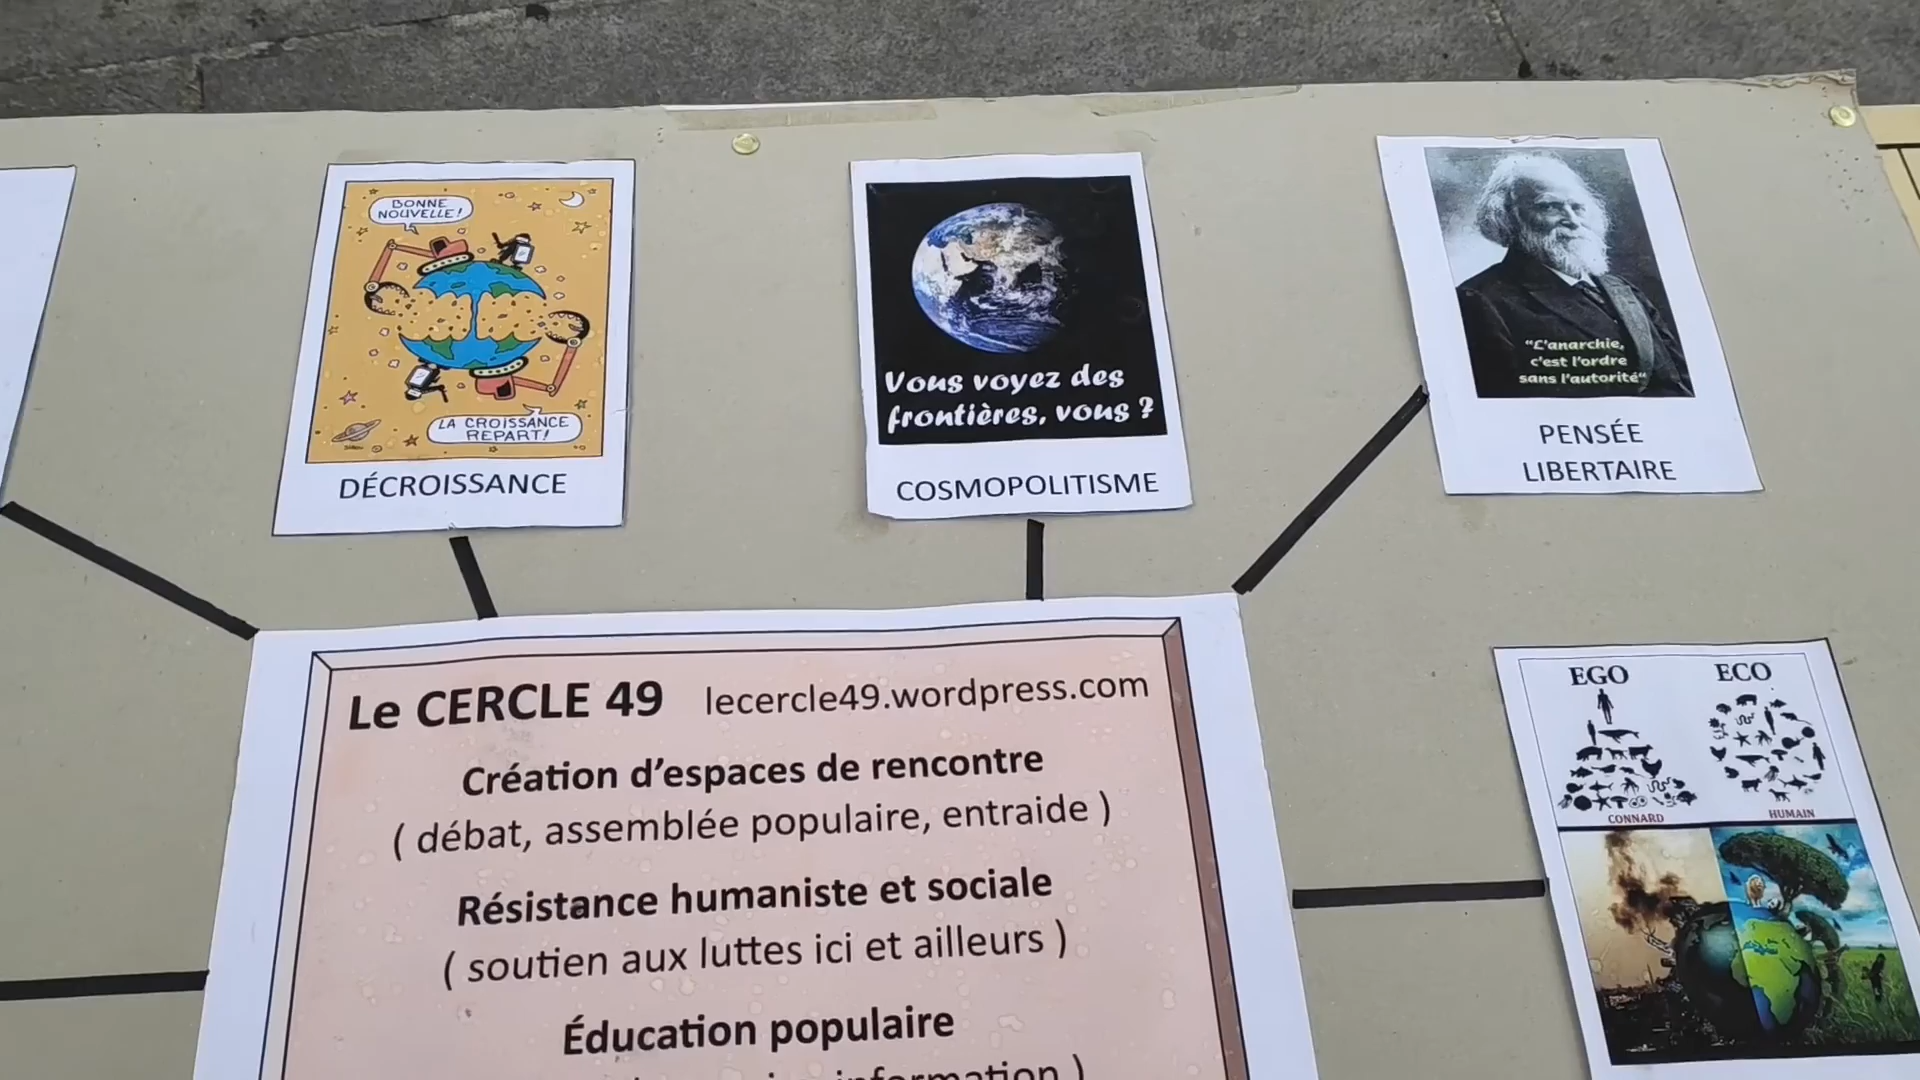 BONNE
NOUVELLE!
LA CROISSANCE
REPART!
DÉCROISSANCE
Vous voyez des
frontières, vous ?
COSMOPOLITISME
"L'anarchie,
c'est l'ordre
sans l'autorité"
PENSÉE
LIBERTAIRE
Le CERCLE 49 lecercle49.wordpress.com
Création d'espaces de rencontre
( débat, assemblée populaire, entraide )
Résistance humaniste et sociale
( soutien aux luttes ici et ailleurs )
Éducation populaire
information )
EGO ECO
CONNARD HUMAIN